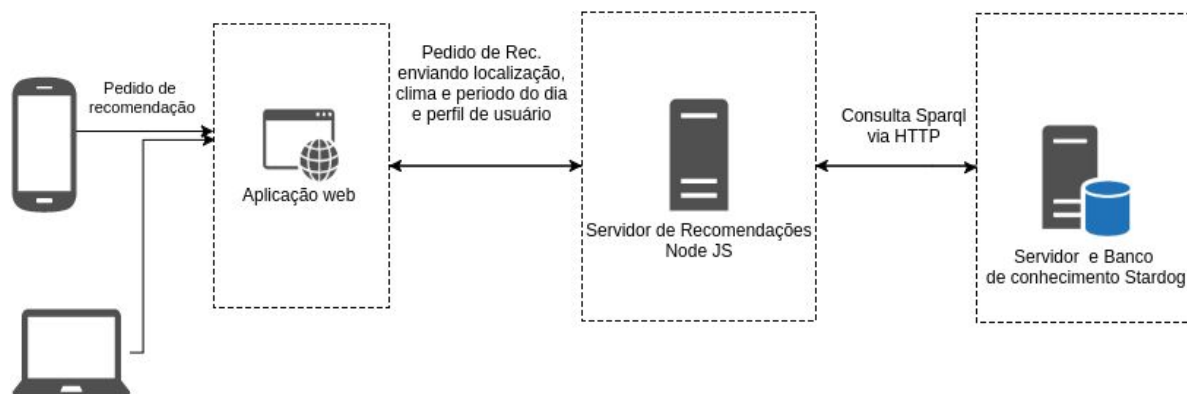 Pedido de
recomendação
Aplicação web
Pedido de Rec.
enviando localização,
clima e periodo do dia
e perfil de usuário
Servidor de Recomendações
Node JS
Consulta Sparql
via HTTP
Servidor e Banco
de conhecimento Stardog